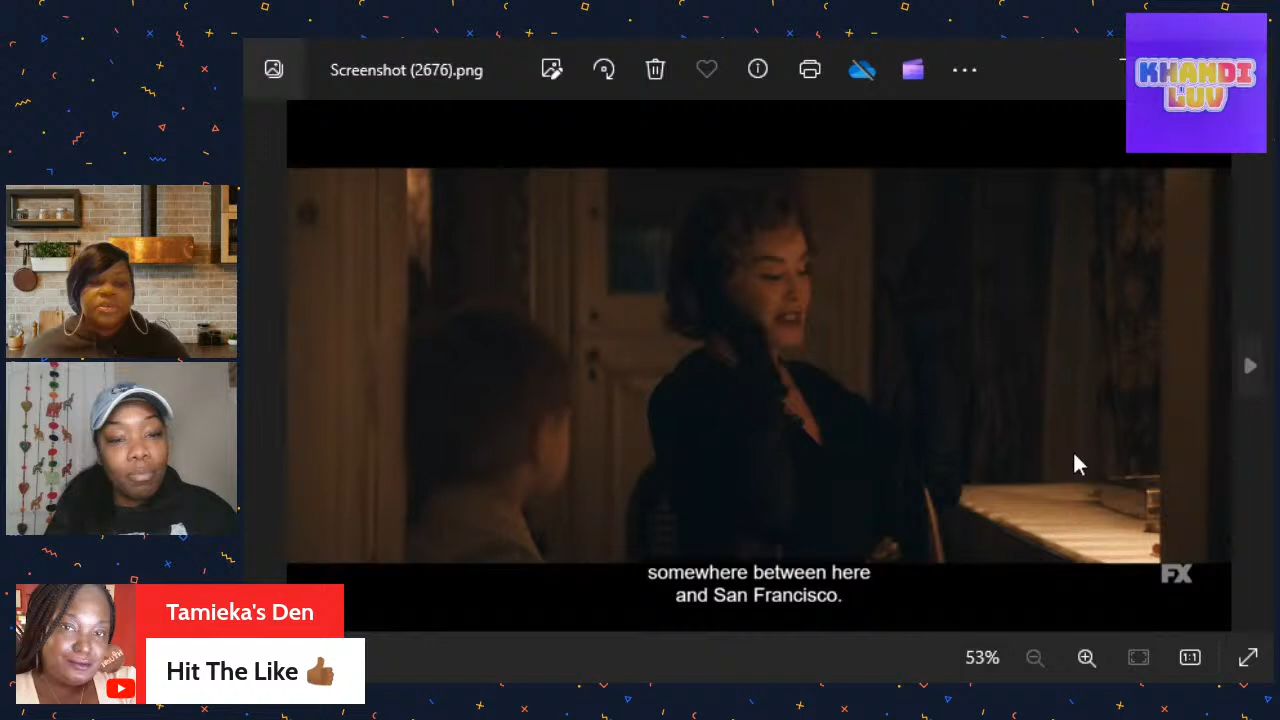 Screenshot (2676).png
KHANDI
LUV
somewhere between here
and San Francisco.
FX
Tamieka's Den
Hit The Like 👍🏾
53%
1:1